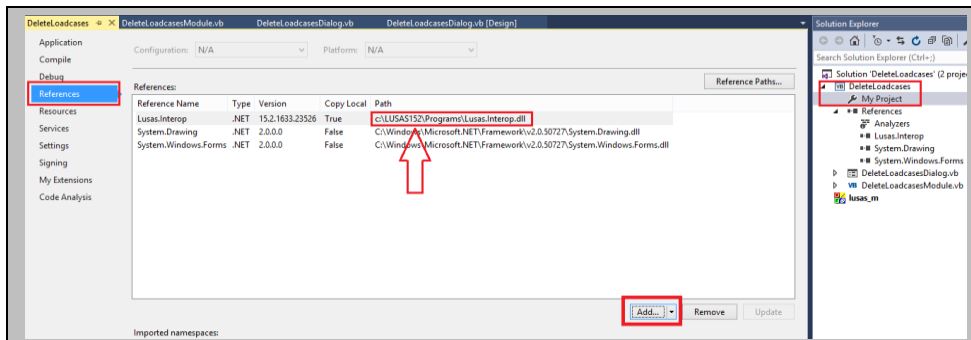 DeleteLoadcases DeleteLoadcasesModule.vb DeleteLoadcasesDialog.vb DeleteLoadcasesDialog.vb [Design]
Application
Compile
Debug
References
Resources
Services
Settings
Signing
My Extensions
Code Analysis
Configuration: N/A Platform: N/A
References: Reference Paths...
Reference Name Type Version Copy Local Path
Lusas.Interop .NET 15.2.1633.23526 True c:\LUSAS152\Programs\Lusas.Interop.dll
System.Drawing .NET 2.0.0.0 False C:\Windows\Microsoft.NET\Framework\v2.0.50727\System.Drawing.dll
System.Windows.Forms .NET 2.0.0.0 False C:\Windows\Microsoft.NET\Framework\v2.0.50727\System.Windows.Forms.dll
Add... Remove Update
Imported namespaces:
Solution Explorer
Search Solution Explorer (Ctrl+;)
Solution 'DeleteLoadcases' (2 proje
VB DeleteLoadcases
My Project
References
Analyzers
Lusas.Interop
System.Drawing
System.Windows.Forms
DeleteLoadcasesDialog.vb
VB DeleteLoadcasesModule.vb
lusas_m